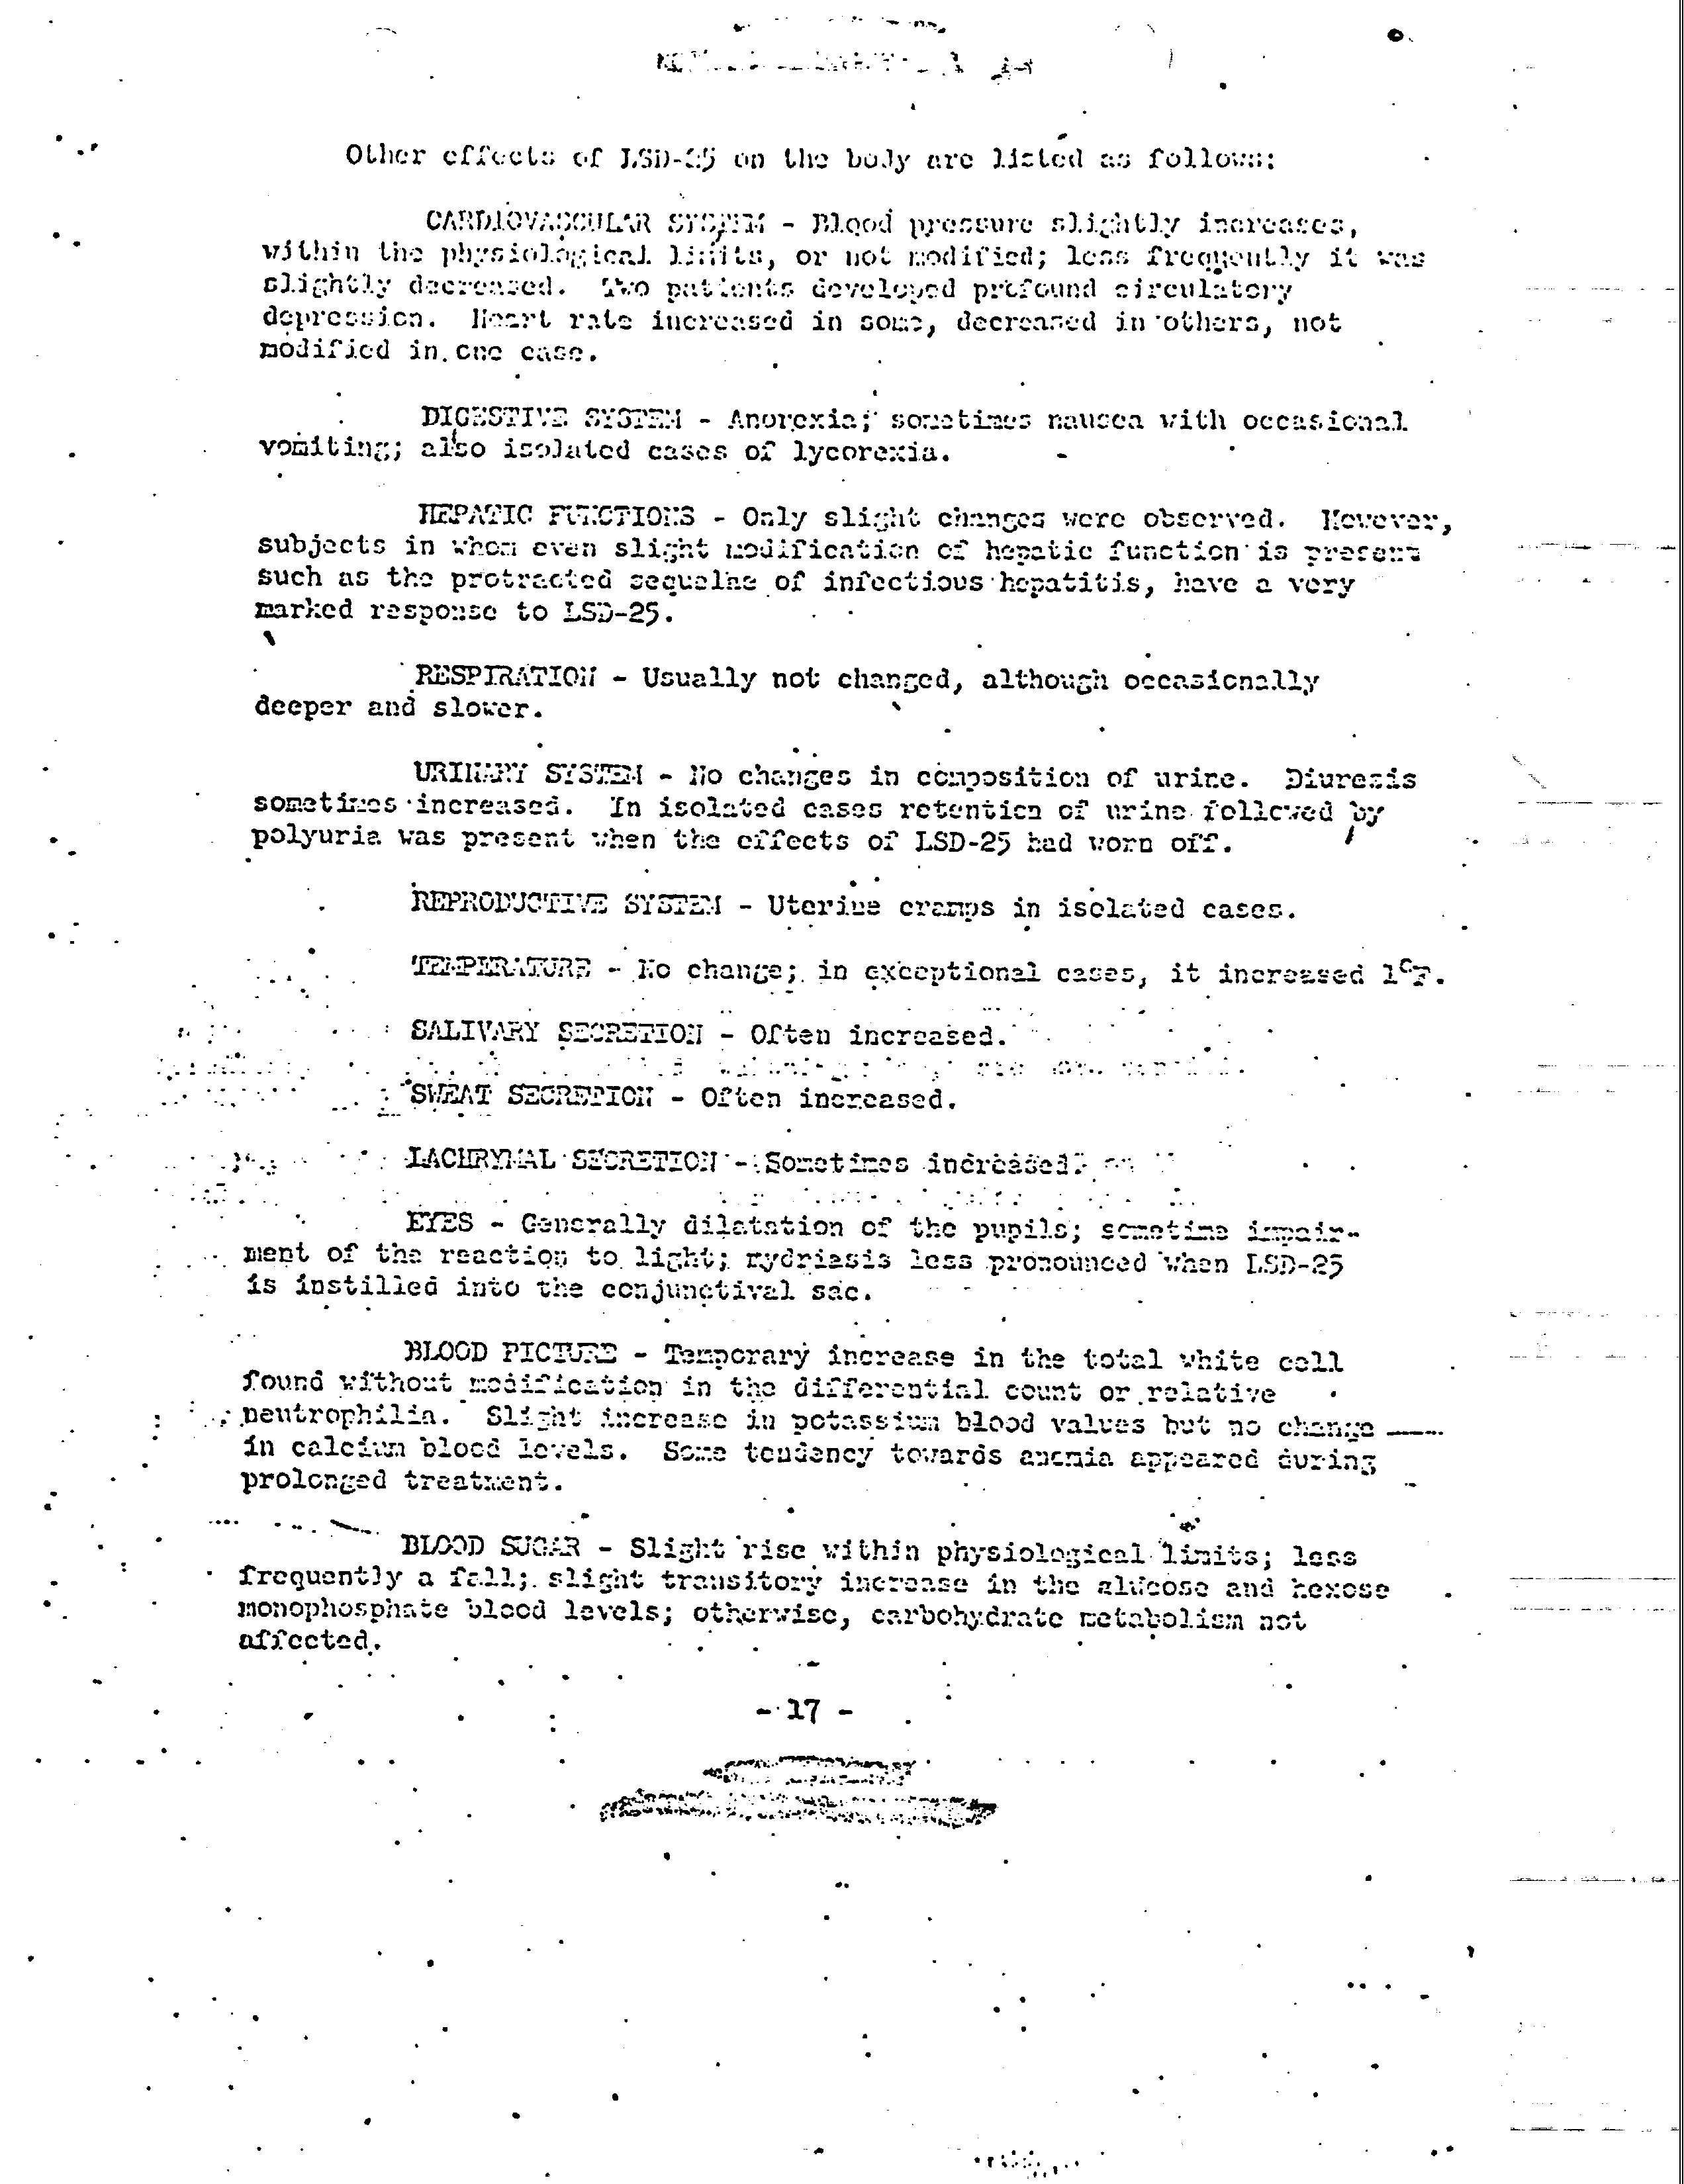 Other effects of LSD-25 on the body are listed as follows:
CARDIOVASCULAR SYSTEM - Blood pressure slightly increases,
within the physiological limits, or not modified; less frequently it was
slightly decreased. Two patients developed profound circulatory
depression. Heart rate increased in some, decreased in others, not
modified in one case.
DIGESTIVE SYSTEM - Anorexia; sometimes nausea with occasional
vomiting; also isolated cases of lycorexia.
HEPATIC FUNCTIONS - Only slight changes were observed. However,
subjects in whom even slight modification of hepatic function is present
such as the protracted sequelae of infectious hepatitis, have a very
marked response to LSD-25.
RESPIRATION - Usually not changed, although occasionally
deeper and slower.
URINARY SYSTEM - No changes in composition of urine. Diuresis
sometimes increased. In isolated cases retention of urine followed by
polyuria was present when the effects of LSD-25 had worn off.
REPRODUCTIVE SYSTEM - Uterine cramps in isolated cases.
TEMPERATURE - No change; in exceptional cases, it increased 1°F.
SALIVARY SECRETION - Often increased.
SWEAT SECRETION - Often increased.
LACHRYMAL SECRETION - Sometimes increased.
EYES - Generally dilatation of the pupils; sometime impair-
ment of the reaction to light; mydriasis less pronounced when LSD-25
is instilled into the conjunctival sac.
BLOOD PICTURE - Temporary increase in the total white cell
found without modification in the differential count or relative
neutrophilia. Slight increase in potassium blood values but no change
in calcium blood levels. Some tendency towards anemia appeared during
prolonged treatment.
BLOOD SUGAR - Slight rise within physiological limits; less
frequently a fall; slight transitory increase in the and hexose
monophosphate blood levels; otherwise, carbohydrate metabolism not
affected.
- 17 -